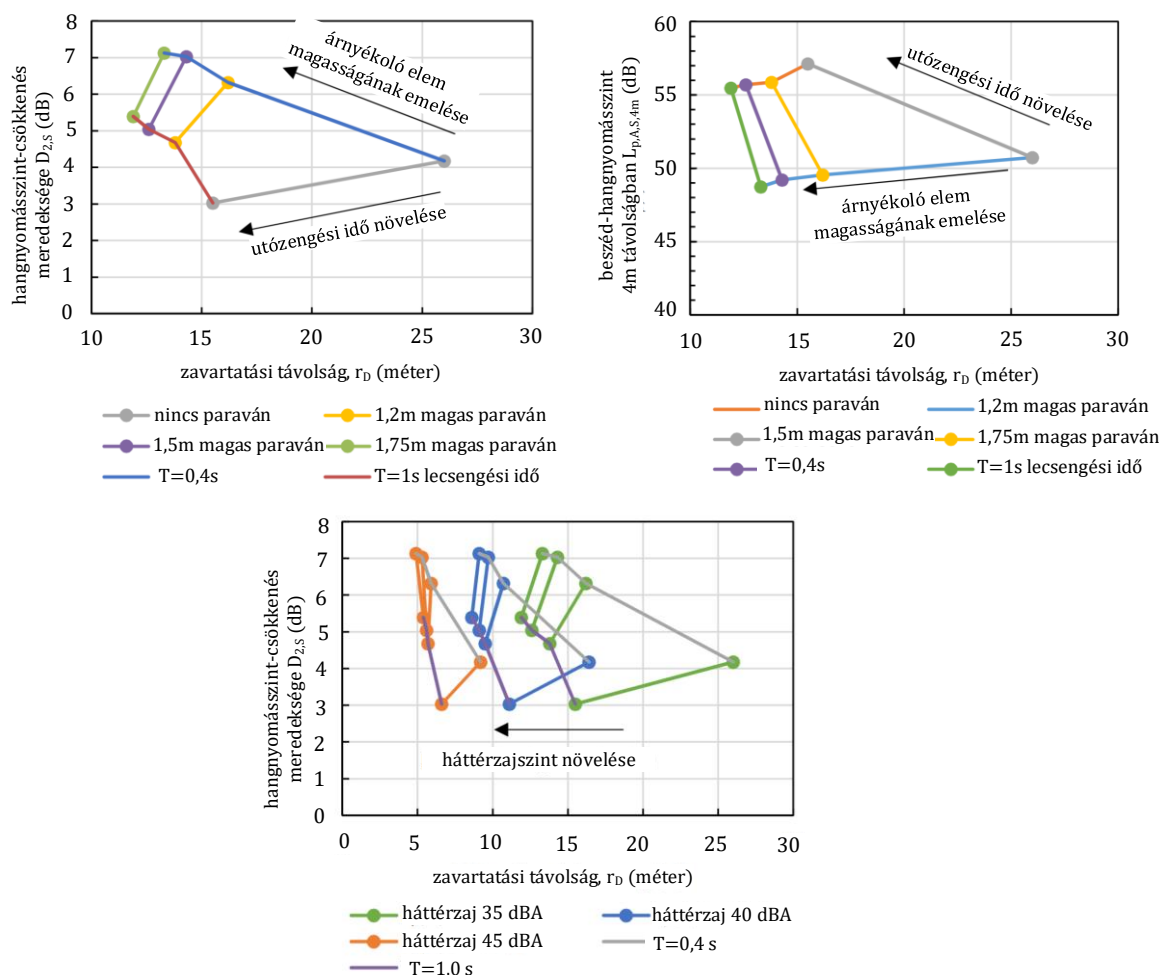 8
7
6
5
4
3
2
1
0
10
15
20
25
30
hangnyomásszint-csökkenés
meredeksége D2,S (dB)
árnyékoló elem
magasságának emelése
utózengési idő növelése
zavartatási távolság, rD (méter)
nincs paraván
1,2m magas paraván
1,5m magas paraván
1,75m magas paraván
T=0,4s
T=1s lecsengési idő
60
55
50
45
40
10
15
20
25
30
beszéd-hangnyomásszint
4m távolságban Lp,A,S,4m (dB)
utózengési idő növelése
árnyékoló elem
magasságának emelése
zavartatási távolság, rD (méter)
nincs paraván
1,2m magas paraván
1,5m magas paraván
1,75m magas paraván
T=0,4s
T=1s lecsengési idő
8
7
6
5
4
3
2
1
0
0
5
10
15
20
25
30
hangnyomásszint-csökkenés
meredeksége D2,S (dB)
háttérzajszint növelése
zavartatási távolság, rD (méter)
háttérzaj 35 dBA
háttérzaj 40 dBA
háttérzaj 45 dBA
T=0,4 s
T=1.0 s